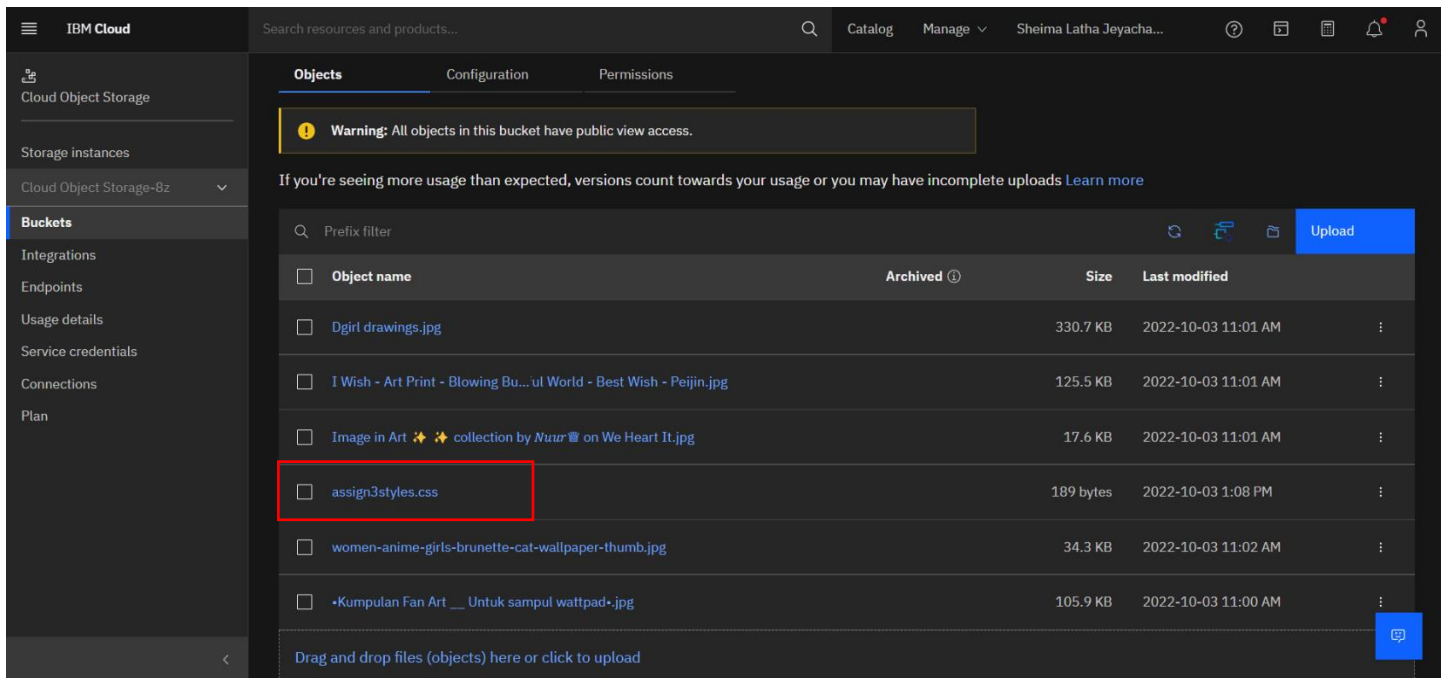 IBM Cloud
Search resources and products...
Catalog
Manage
Sheima Latha Jeyacha...
Cloud Object Storage
Storage instances
Cloud Object Storage-8z
Buckets
Integrations
Endpoints
Usage details
Service credentials
Connections
Plan
Objects
Configuration
Permissions
Warning: All objects in this bucket have public view access.
If you're seeing more usage than expected, versions count towards your usage or you may have incomplete uploads Learn more
Prefix filter
Upload
Object name Archived Size Last modified
Dgirl drawings.jpg 330.7 KB 2022-10-03 11:01 AM
I Wish - Art Print - Blowing Bu...ul World - Best Wish - Peijin.jpg 125.5 KB 2022-10-03 11:01 AM
Image in Art ✨ ✨ collection by 𝑁𝑢𝑢𝑟♕ on We Heart It.jpg 17.6 KB 2022-10-03 11:01 AM
assign3styles.css 189 bytes 2022-10-03 1:08 PM
women-anime-girls-brunette-cat-wallpaper-thumb.jpg 34.3 KB 2022-10-03 11:02 AM
•Kumpulan Fan Art __ Untuk sampul wattpad•.jpg 105.9 KB 2022-10-03 11:00 AM
Drag and drop files (objects) here or click to upload